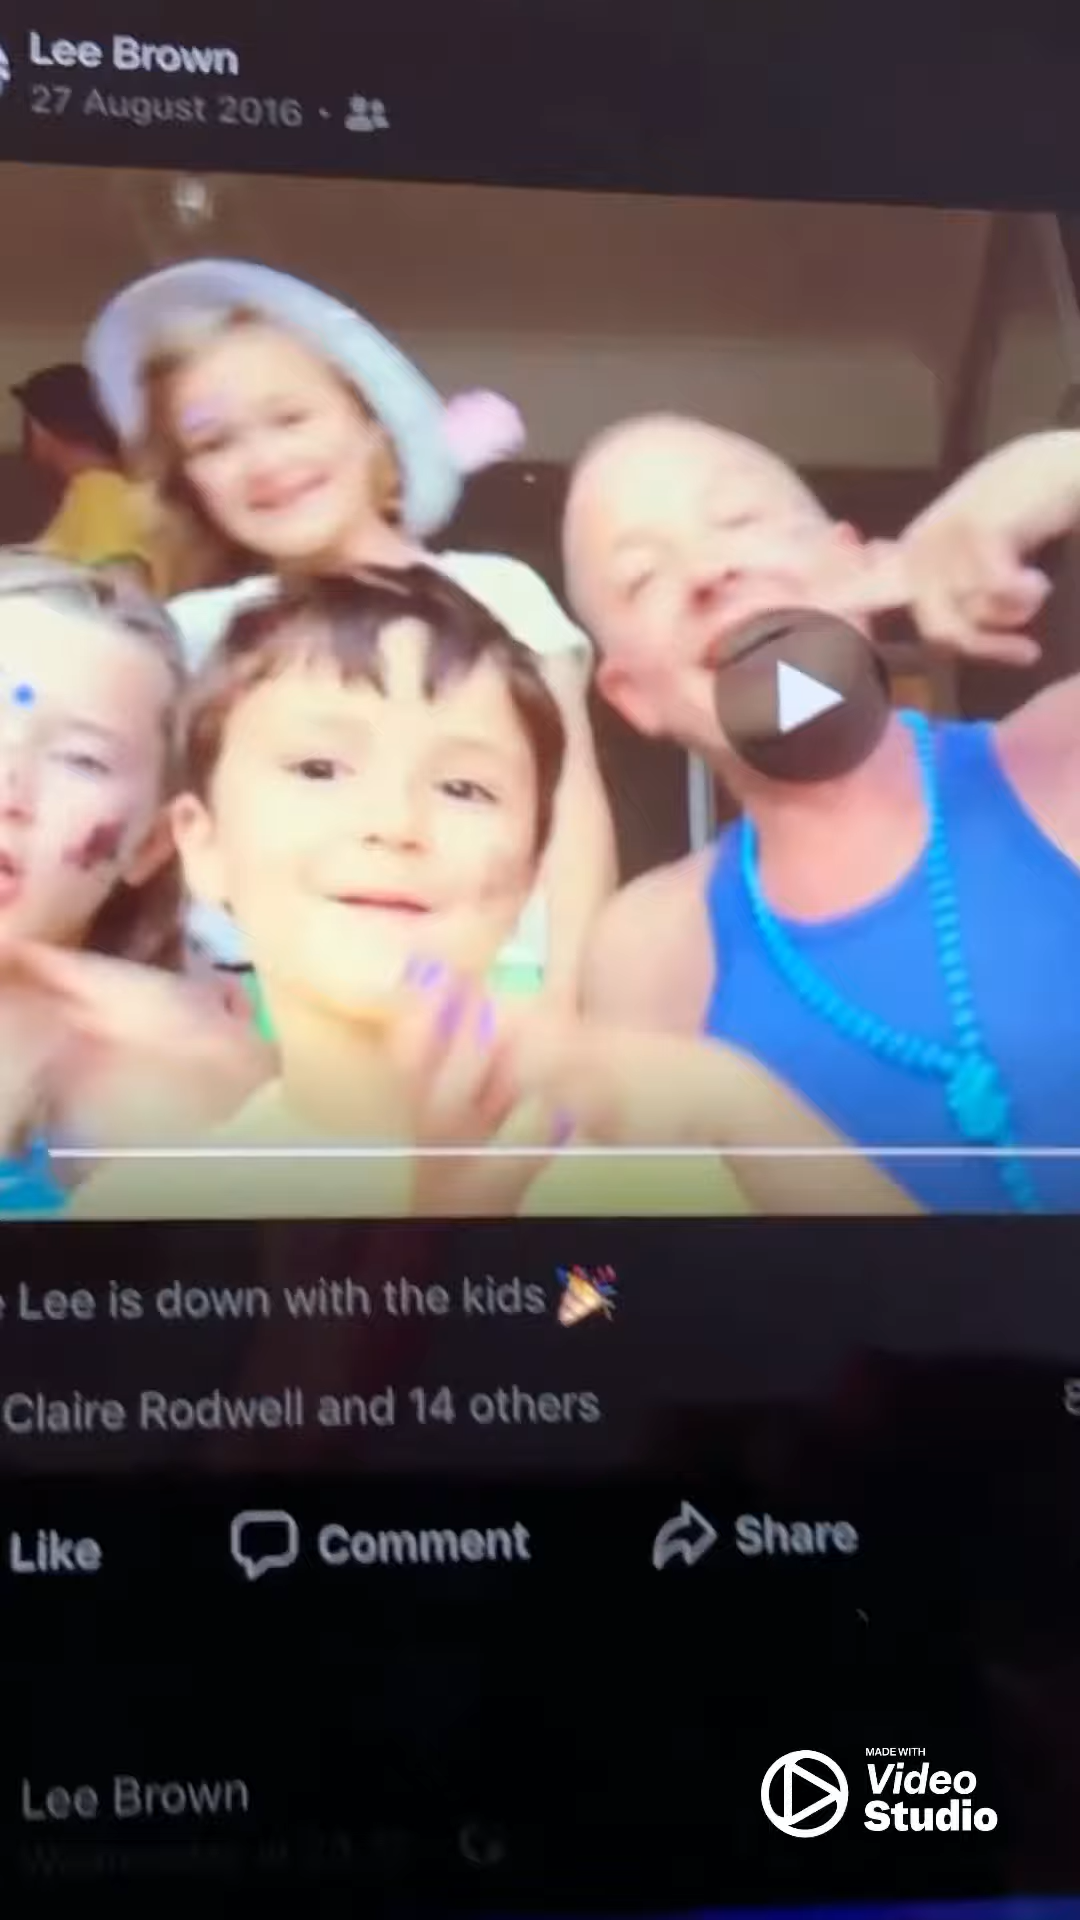 Lee Brown
27 August 2016 ·
Lee is down with the kids 🎉
Claire Rodwell and 14 others
Like
Comment
Share
Lee Brown
MADE WITH
Video
Studio